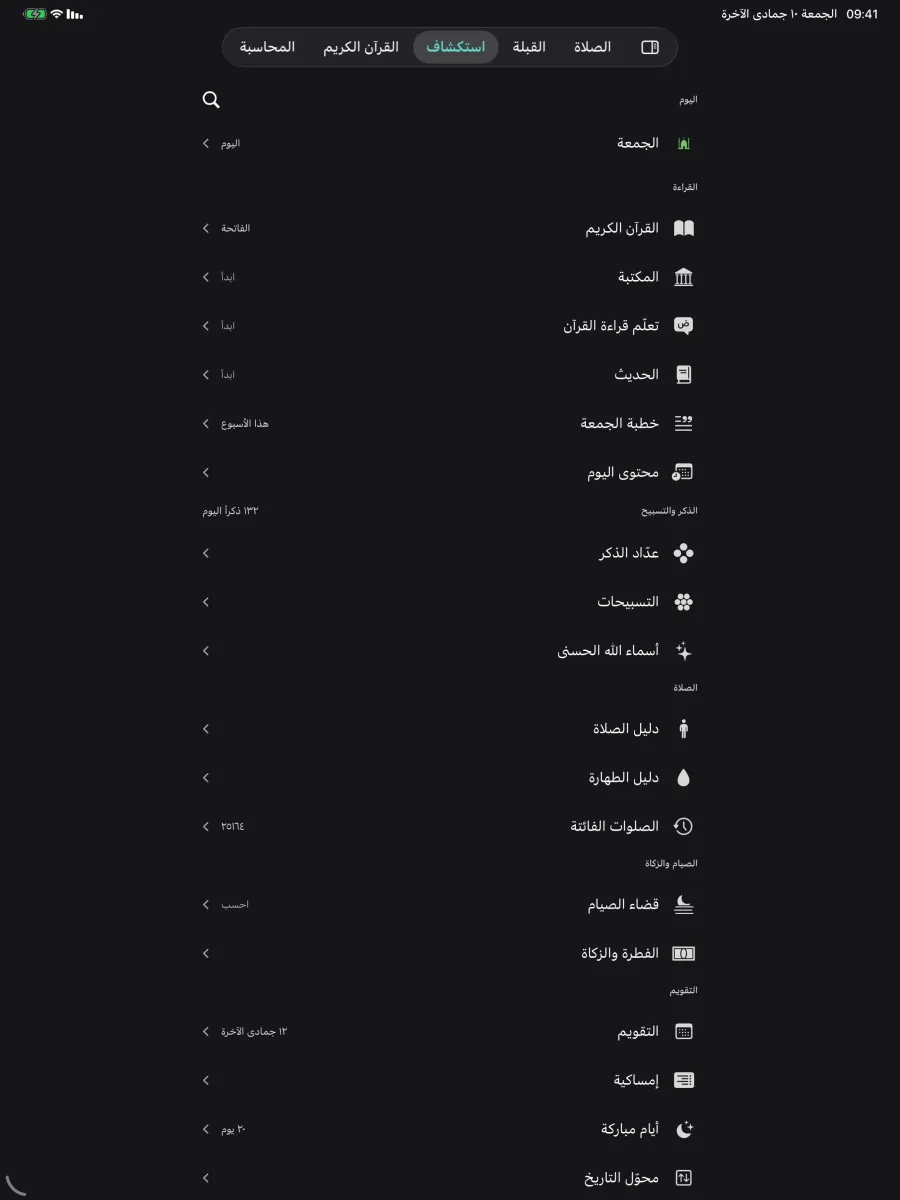 09:41 الجمعة ١٠ جمادى الآخرة
الصلاة القبلة استكشاف القرآن الكريم المحاسبة
اليوم
الجمعة اليوم
القراءة
القرآن الكريم الفاتحة
المكتبة ابدأ
تعلّم قراءة القرآن ابدأ
الحديث ابدأ
خطبة الجمعة هذا الأسبوع
محتوى اليوم
الذكر والتسبيح ١٣٢ ذكراً اليوم
عدّاد الذكر
التسبيحات
أسماء الله الحسنى
الصلاة
دليل الصلاة
دليل الطهارة
الصلوات الفائتة ٢٥١٦٤
الصيام والزكاة
قضاء الصيام احسب
الفطرة والزكاة
التقويم
التقويم ١٢ جمادى الآخرة
إمساكية
أيام مباركة ٢٠ يوم
محوّل التاريخ